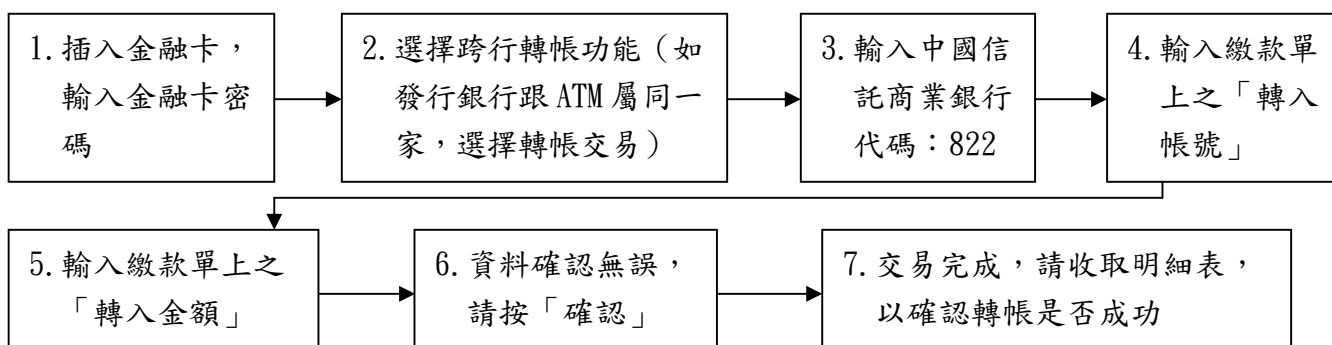 1.插入金融卡，
輸入金融卡密
碼
2.選擇跨行轉帳功能（如
發行銀行跟 ATM 屬同一
家，選擇轉帳交易）
3.輸入中國信
託商業銀行
代碼：822
4.輸入繳款單
上之「轉入
帳號」
5.輸入繳款單上之
「轉入金額」
6.資料確認無誤，
請按「確認」
7.交易完成，請收取明細表，
以確認轉帳是否成功